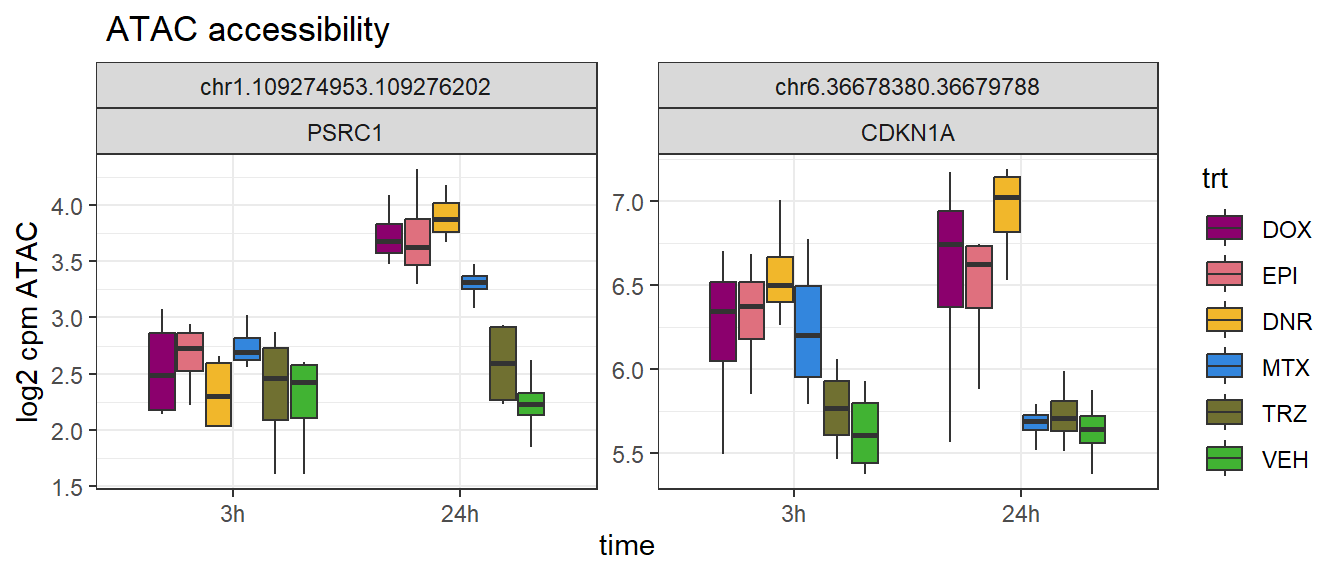 ATAC accessibility
chr1.109274953.109276202
PSRC1
chr6.36678380.36679788
CDKN1A
log2 cpm ATAC
4.0
3.5
3.0
2.5
2.0
1.5
7.0
6.5
6.0
5.5
3h
24h
3h
24h
time
trt
DOX
EPI
DNR
MTX
TRZ
VEH